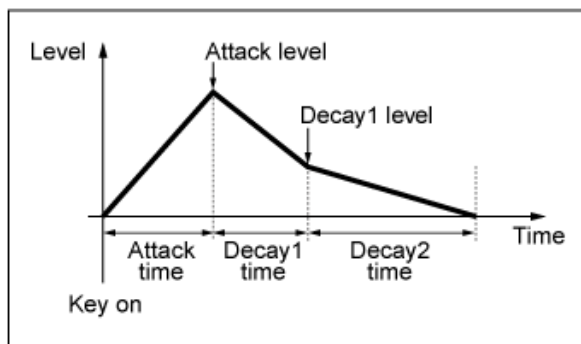 Level
Attack level
Decay1 level
Time
Attack
time
Decay1
time
Decay2
time
Key on